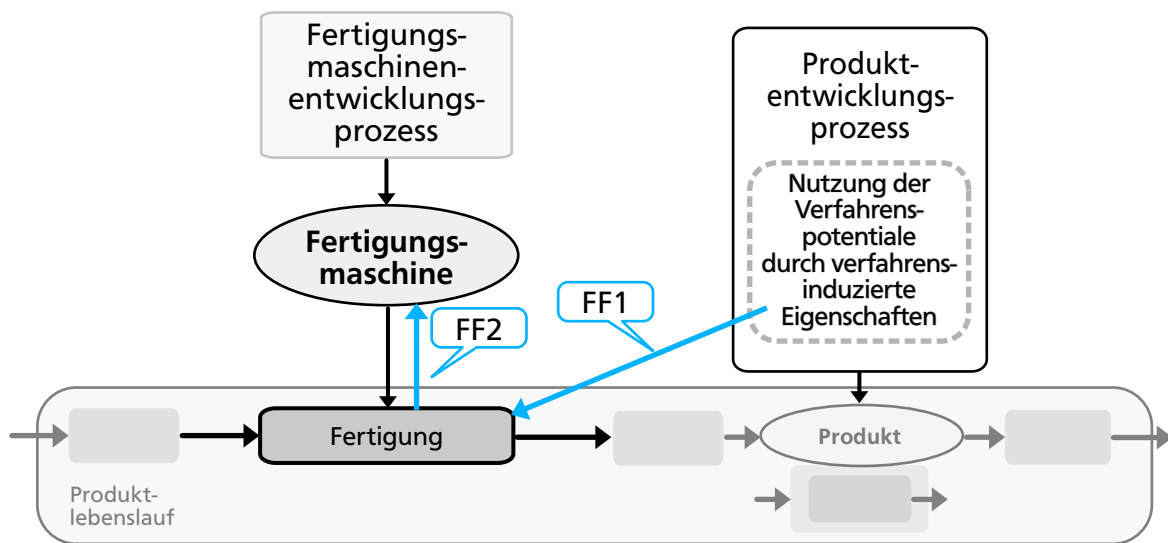 Fertigungs-
maschinen-
entwicklungs-
prozess
Produkt-
entwicklungs-
prozess
Nutzung der
Verfahrens-
potentiale
durch verfahrens-
induzierte
Eigenschaften
Fertigungs-
maschine
FF1
FF2
Fertigung
Produkt
Produkt-
lebenslauf